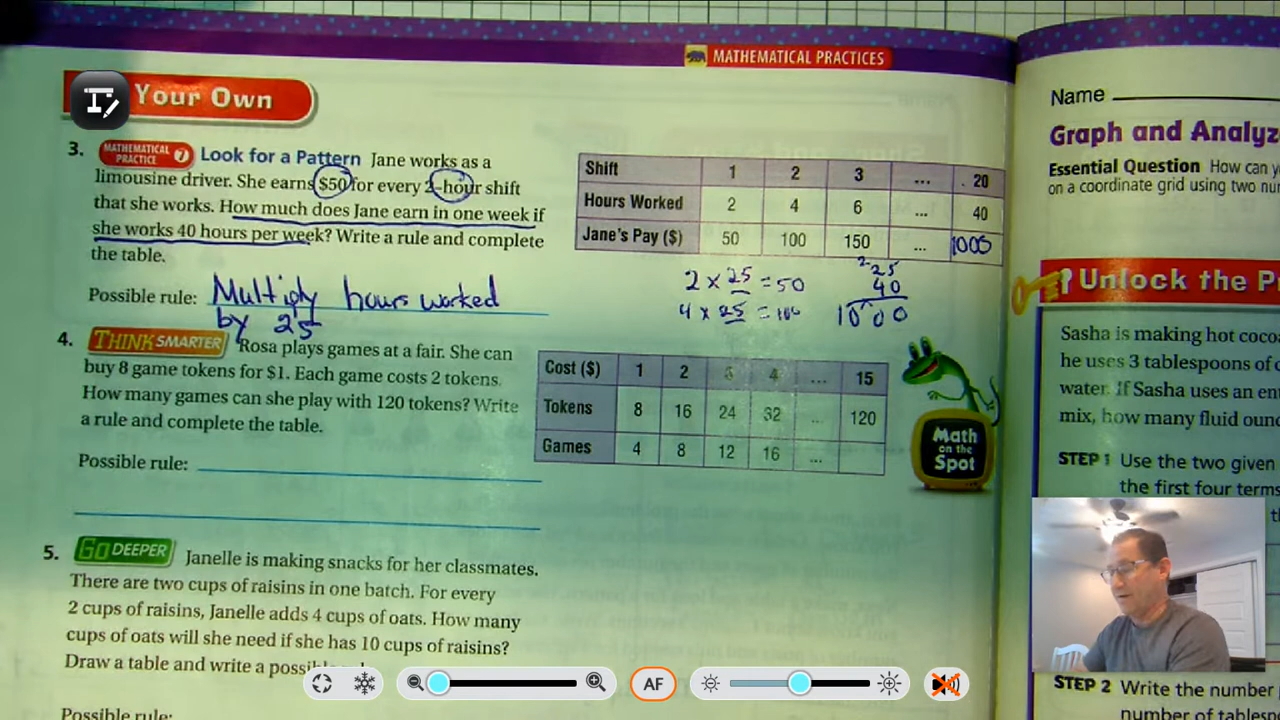 MATHEMATICAL PRACTICES
Your Own
3. MATHEMATICAL PRACTICE 7 Look for a Pattern Jane works as a
limousine driver. She earns $50 for every 2-hour shift
that she works. How much does Jane earn in one week if
she works 40 hours per week? Write a rule and complete
the table.
Possible rule: Multiply hours worked
by 25
Shift 1 2 3 ... 20
Hours Worked 2 4 6 ... 40
Jane's Pay ($) 50 100 150 ... 1000
2 x 25 = 50
4 x 25 = 100
2
25
40
1000
4. THINK SMARTER Rosa plays games at a fair. She can
buy 8 game tokens for $1. Each game costs 2 tokens.
How many games can she play with 120 tokens? Write
a rule and complete the table.
Possible rule:
Cost ($) 1 2 3 4 ... 15
Tokens 8 16 24 32 ... 120
Games 4 8 12 16 ...
Math
on the
Spot
5. Go DEEPER Janelle is making snacks for her classmates.
There are two cups of raisins in one batch. For every
2 cups of raisins, Janelle adds 4 cups of oats. How many
cups of oats will she need if she has 10 cups of raisins?
Draw a table and write a
Possible rule:
AF
Name
Graph and Analyz
Essential Question How can y
on a coordinate grid using two nu
Unlock the P
Sasha is making hot coco
he uses 3 tablespoons of c
water. If Sasha uses an en
mix, how many fluid ounc
STEP 1 Use the two given
the first four terms
STEP 2 Write the number
number of tablesp